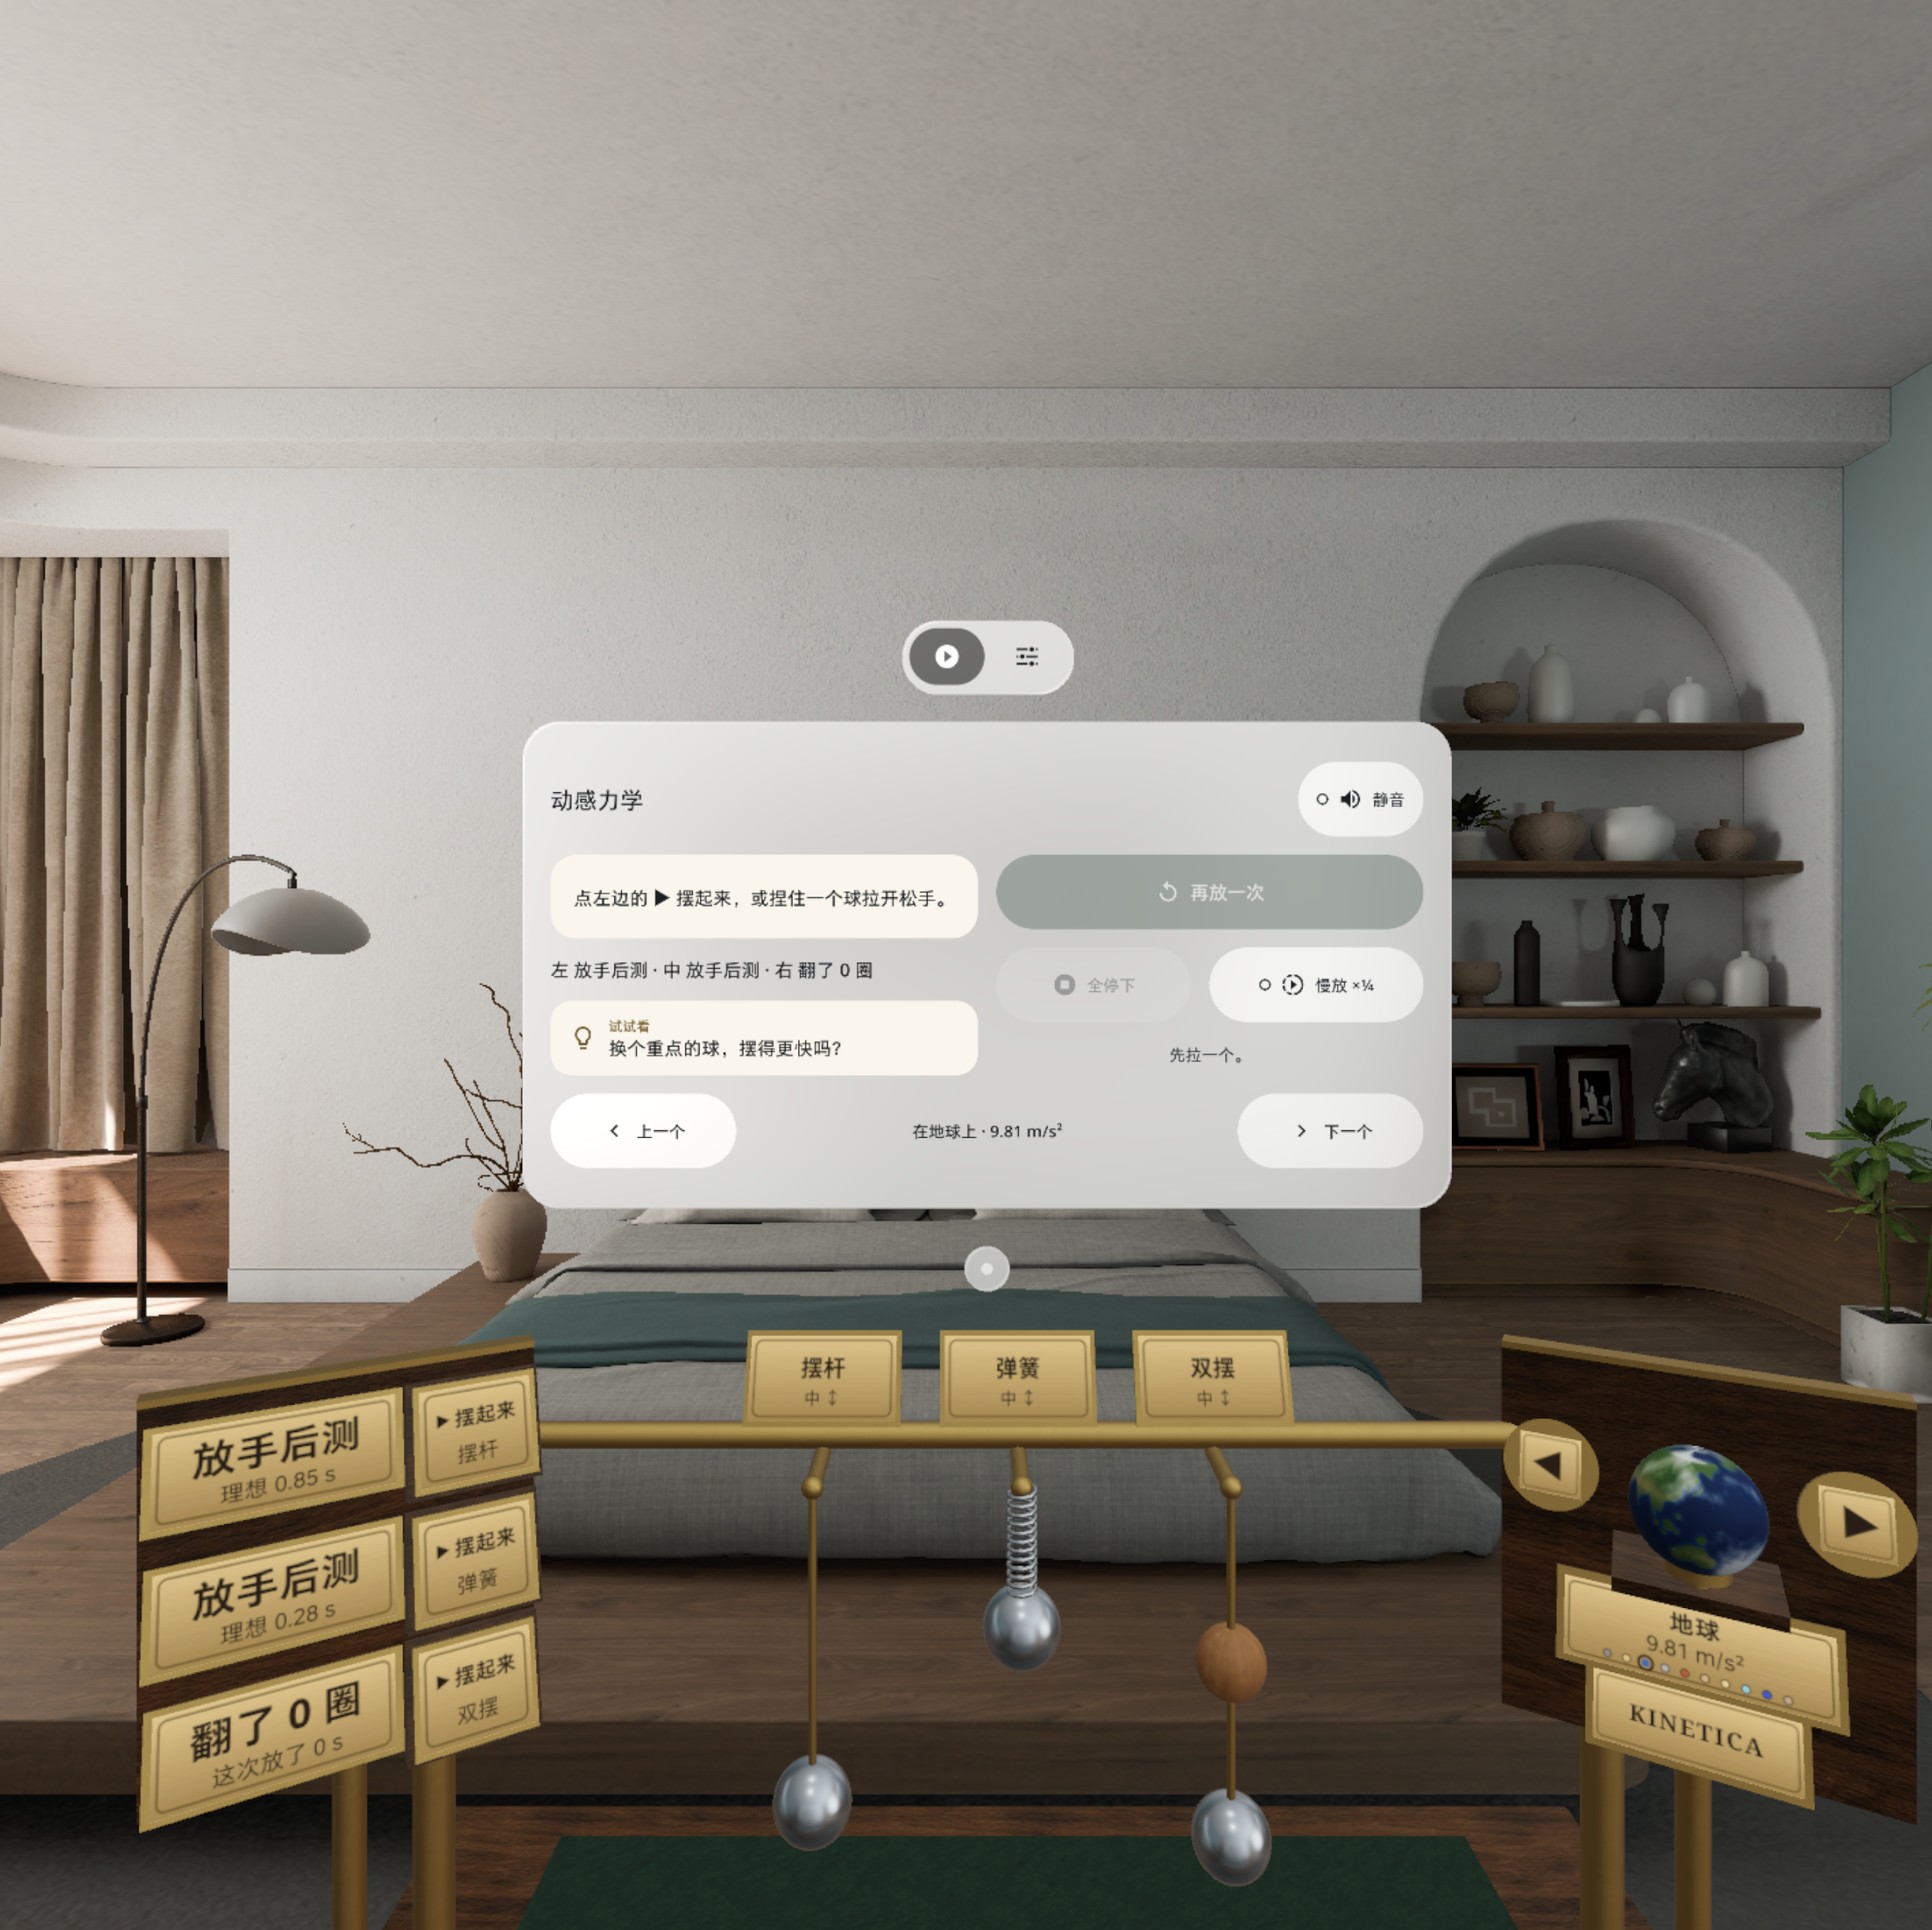 动感力学
静音
点左边的 ▶ 摆起来，或捏住一个球拉开松手。
再放一次
左 放手后测 · 中 放手后测 · 右 翻了 0 圈
全停下
慢放 ×¼
试试看
换个重点的球，摆得更快吗？
先拉一个。
上一个
在地球上 · 9.81 m/s²
下一个
摆杆
中 ↕
弹簧
中 ↕
双摆
中 ↕
放手后测
理想 0.85 s
▶ 摆起来
摆杆
放手后测
理想 0.28 s
▶ 摆起来
弹簧
翻了 0 圈
这次放了 0 s
▶ 摆起来
双摆
地球
9.81 m/s²
KINETICA